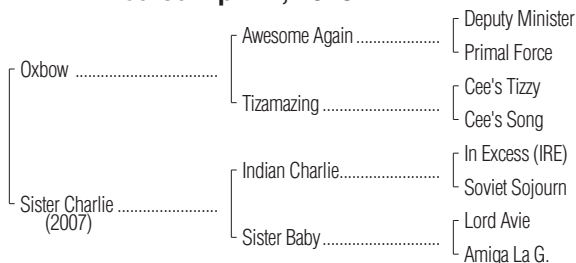 Deputy Minister
Awesome Again
Primal Force
Oxbow
Cee's Tizzy
Tizamazing
Cee's Song
In Excess (IRE)
Indian Charlie
Soviet Sojourn
Sister Charlie
(2007)
Lord Avie
Sister Baby
Amiga La G.